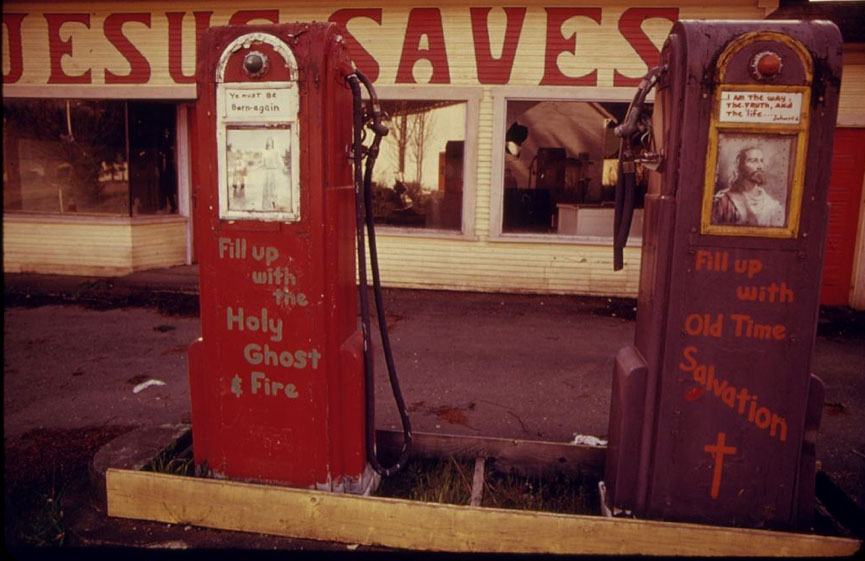 JESUS SAVES
Ye must Be
Born-again
Fill up
with
the
Holy
Ghost
& Fire
I AM THE WAY,
THE TRUTH, AND
THE LIFE...
Fill up
with
Old Time
Salvation